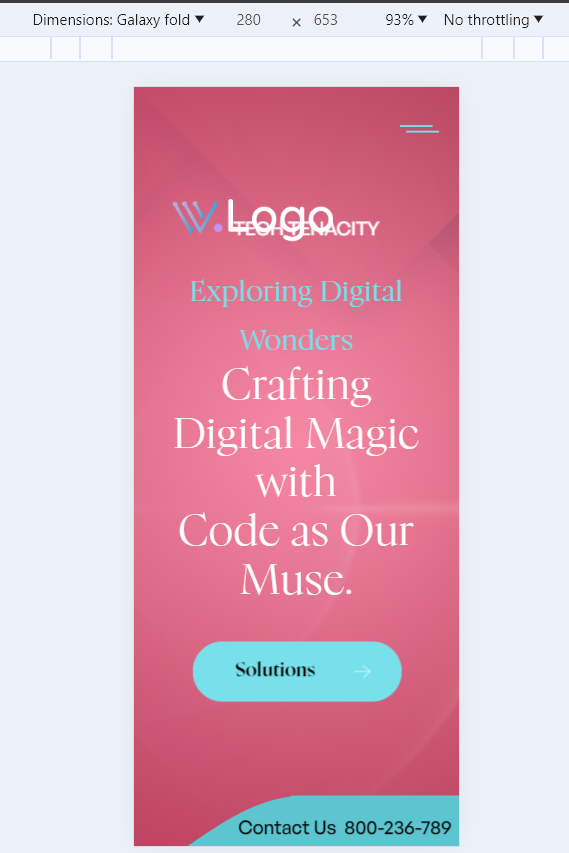 Dimensions: Galaxy fold ▼ 280 × 653 93% ▼ No throttling ▼
W. Logo
TECH TENACITY
Exploring Digital
Wonders
Crafting
Digital Magic
with
Code as Our
Muse.
Solutions →
Contact Us 800-236-789